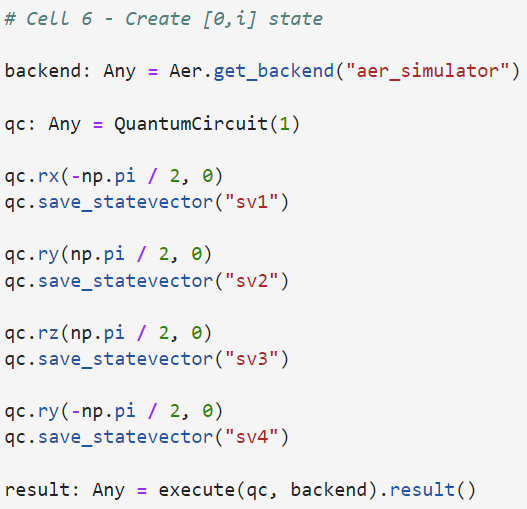 # Cell 6 - Create [0,i] state
backend: Any = Aer.get_backend("aer_simulator")
qc: Any = QuantumCircuit(1)
qc.rx(-np.pi / 2, 0)
qc.save_statevector("sv1")
qc.ry(np.pi / 2, 0)
qc.save_statevector("sv2")
qc.rz(np.pi / 2, 0)
qc.save_statevector("sv3")
qc.ry(-np.pi / 2, 0)
qc.save_statevector("sv4")
result: Any = execute(qc, backend).result()